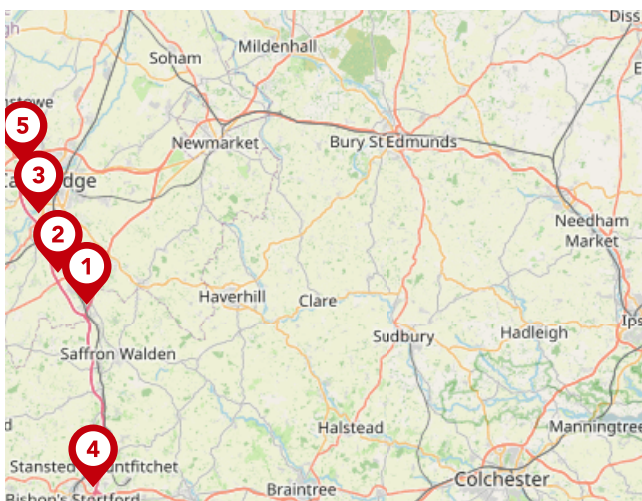 Diss
Mildenhall
Soham
5
Newmarket
Bury St Edmunds
3
Needham
Market
2
1
Haverhill
Clare
Sudbury
Hadleigh
Saffron Walden
Halstead
Manningtree
4
Colchester
Braintree